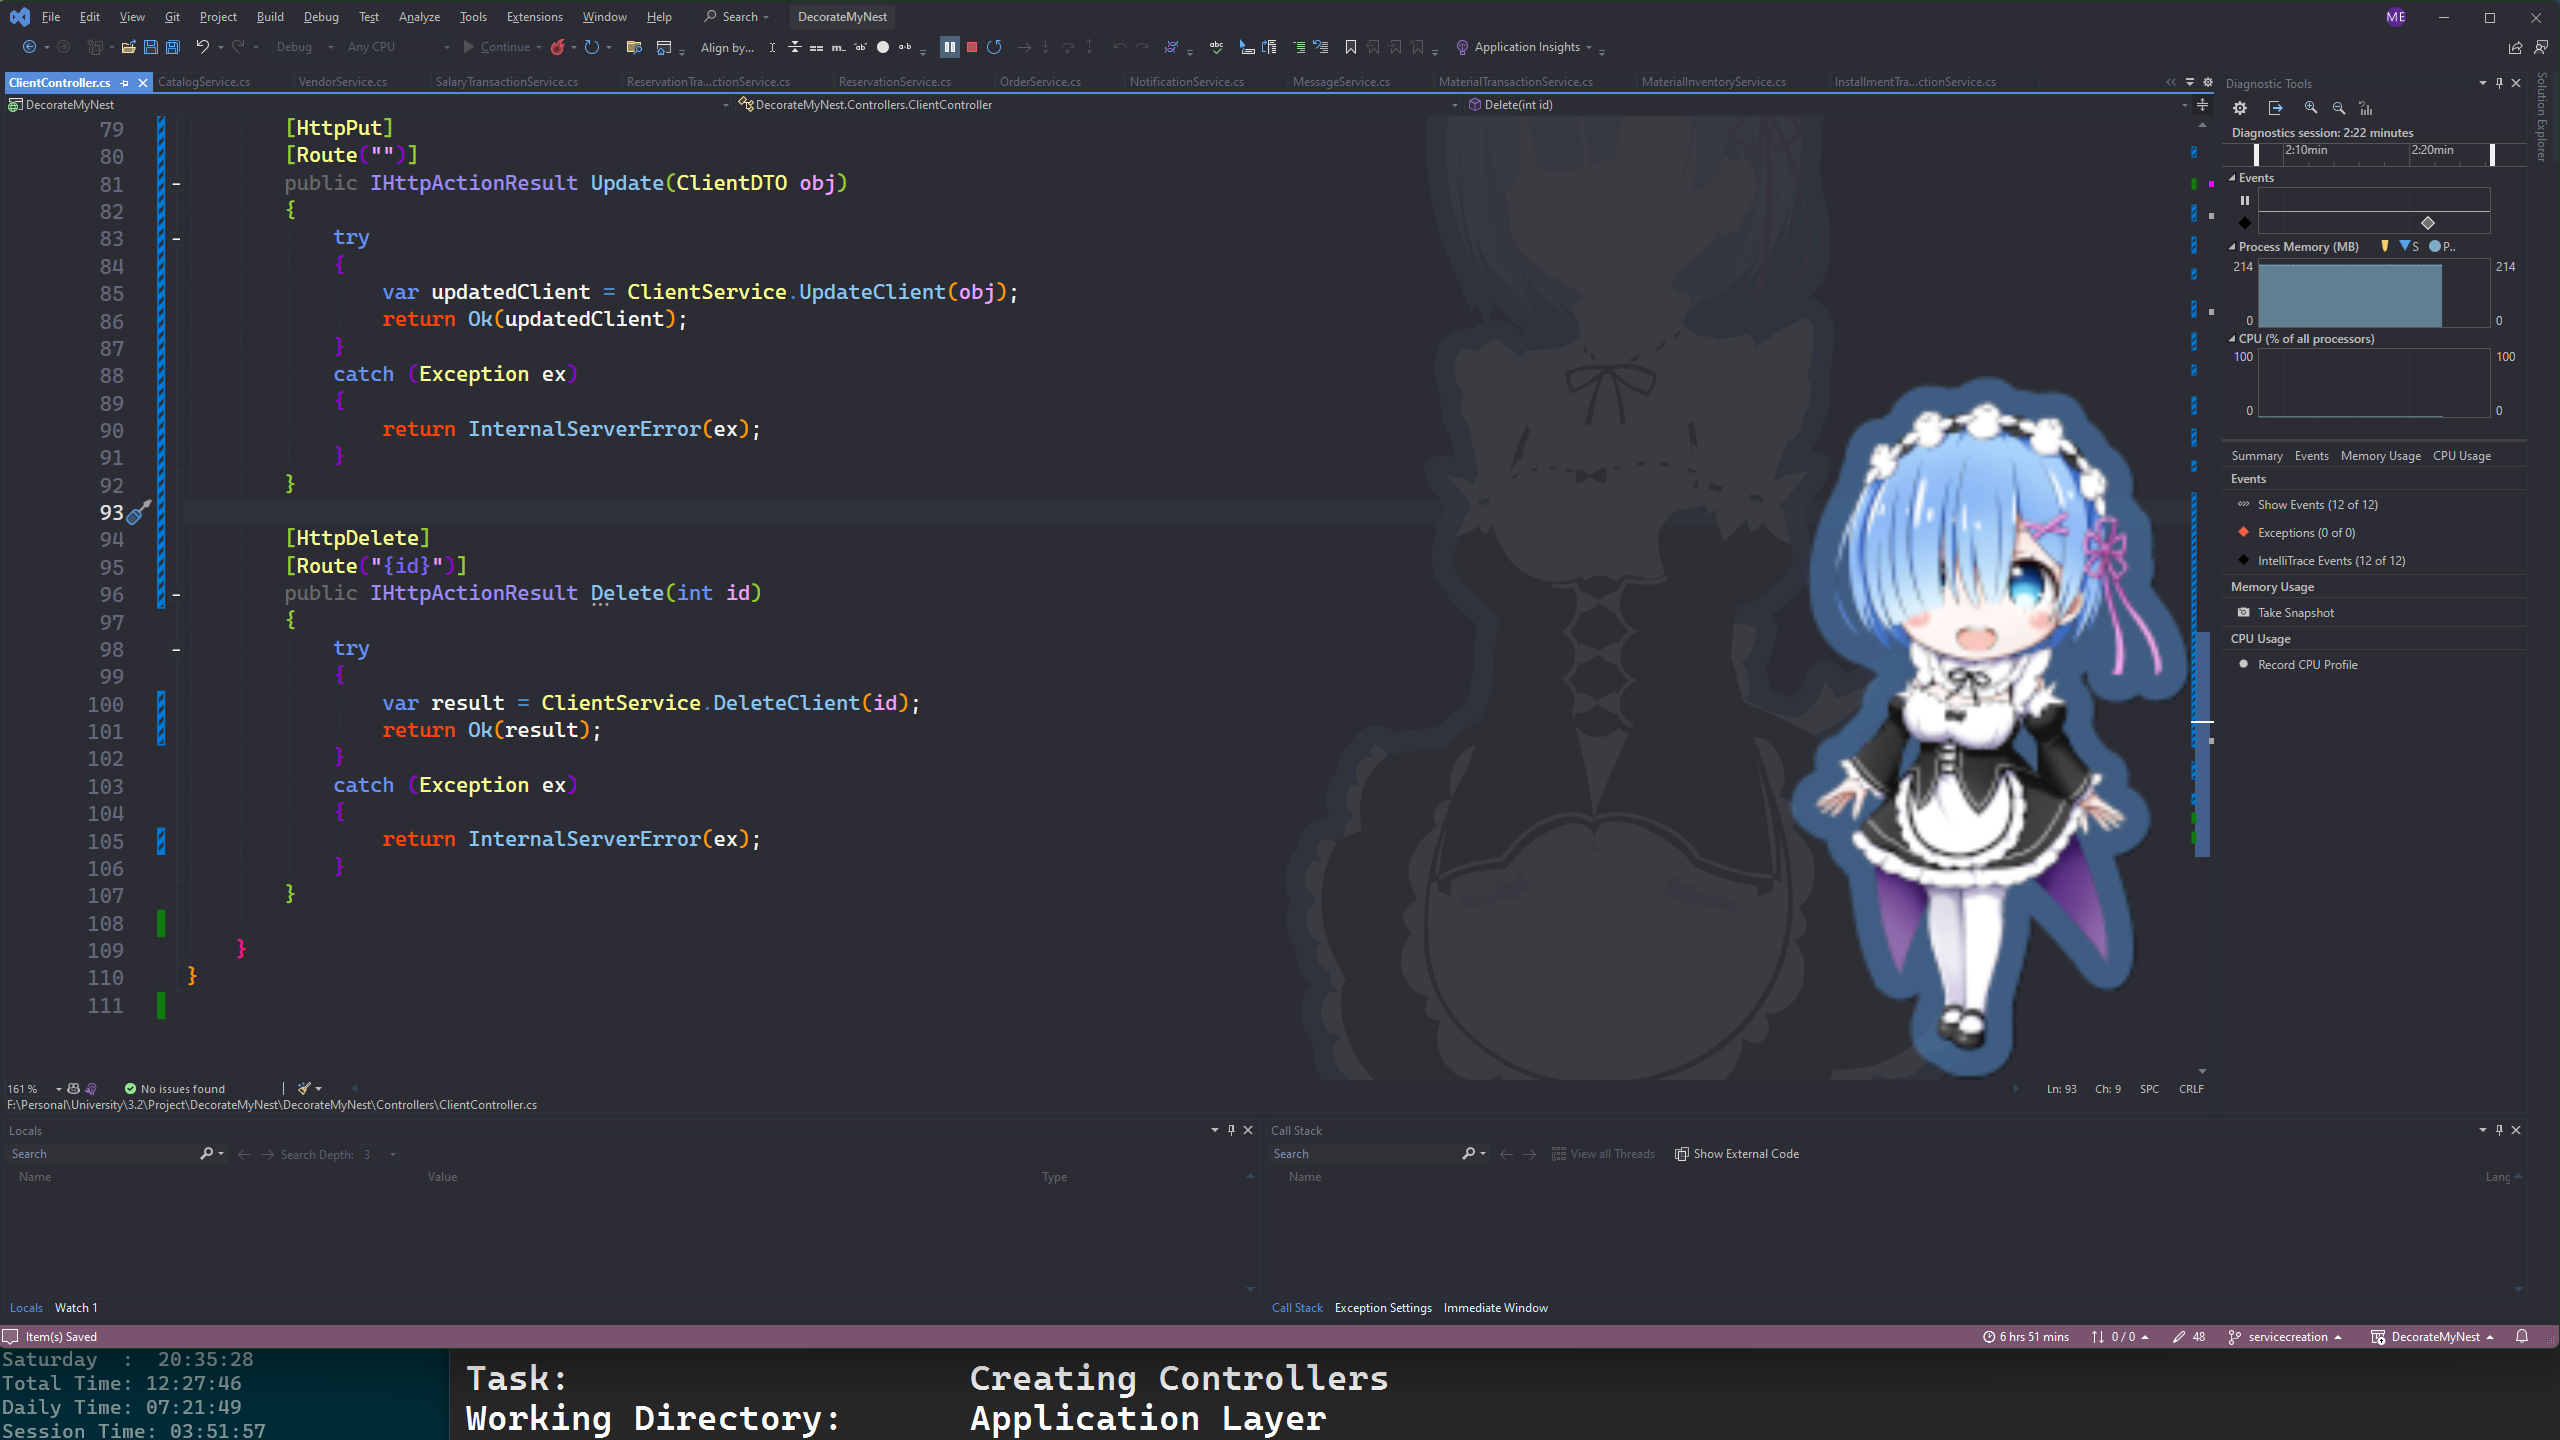 File Edit View Git Project Build Debug Test Analyze Tools Extensions Window Help Search DecorateMyNest ME
Debug Any CPU Continue Align by... Application Insights
ClientController.cs CatalogService.cs VendorService.cs SalaryTransactionService.cs ReservationTra...ctionService.cs ReservationService.cs OrderService.cs NotificationService.cs MessageService.cs MaterialTransactionService.cs MaterialInventoryService.cs InstallmentTra...ctionService.cs
DecorateMyNest DecorateMyNest.Controllers.ClientController Delete(int id)
79 [HttpPut]
80 [Route("")]
81 public IHttpActionResult Update(ClientDTO obj)
82 {
83 try
84 {
85 var updatedClient = ClientService.UpdateClient(obj);
86 return Ok(updatedClient);
87 }
88 catch (Exception ex)
89 {
90 return InternalServerError(ex);
91 }
92 }
93
94 [HttpDelete]
95 [Route("{id}")]
96 public IHttpActionResult Delete(int id)
97 {
98 try
99 {
100 var result = ClientService.DeleteClient(id);
101 return Ok(result);
102 }
103 catch (Exception ex)
104 {
105 return InternalServerError(ex);
106 }
107 }
108
109 }
110 }
111
161 % No issues found Ln: 93 Ch: 9 SPC CRLF
F:\Personal\University\3.2\Project\DecorateMyNest\DecorateMyNest\Controllers\ClientController.cs
Diagnostic Tools
Solution Explorer
Diagnostics session: 2:22 minutes
2:10min 2:20min
Events
Process Memory (MB) S P..
214 214
0 0
CPU (% of all processors)
100 100
0 0
Summary Events Memory Usage CPU Usage
Events
Show Events (12 of 12)
Exceptions (0 of 0)
IntelliTrace Events (12 of 12)
Memory Usage
Take Snapshot
CPU Usage
Record CPU Profile
Locals
Search Search Depth: 3
Name Value Type
Locals Watch 1
Call Stack
Search View all Threads Show External Code
Name Lang
Call Stack Exception Settings Immediate Window
Item(s) Saved 6 hrs 51 mins 0 / 0 48 servicecreation DecorateMyNest
Saturday : 20:35:28
Total Time: 12:27:46
Daily Time: 07:21:49
Session Time: 03:51:57
Task: Creating Controllers
Working Directory: Application Layer